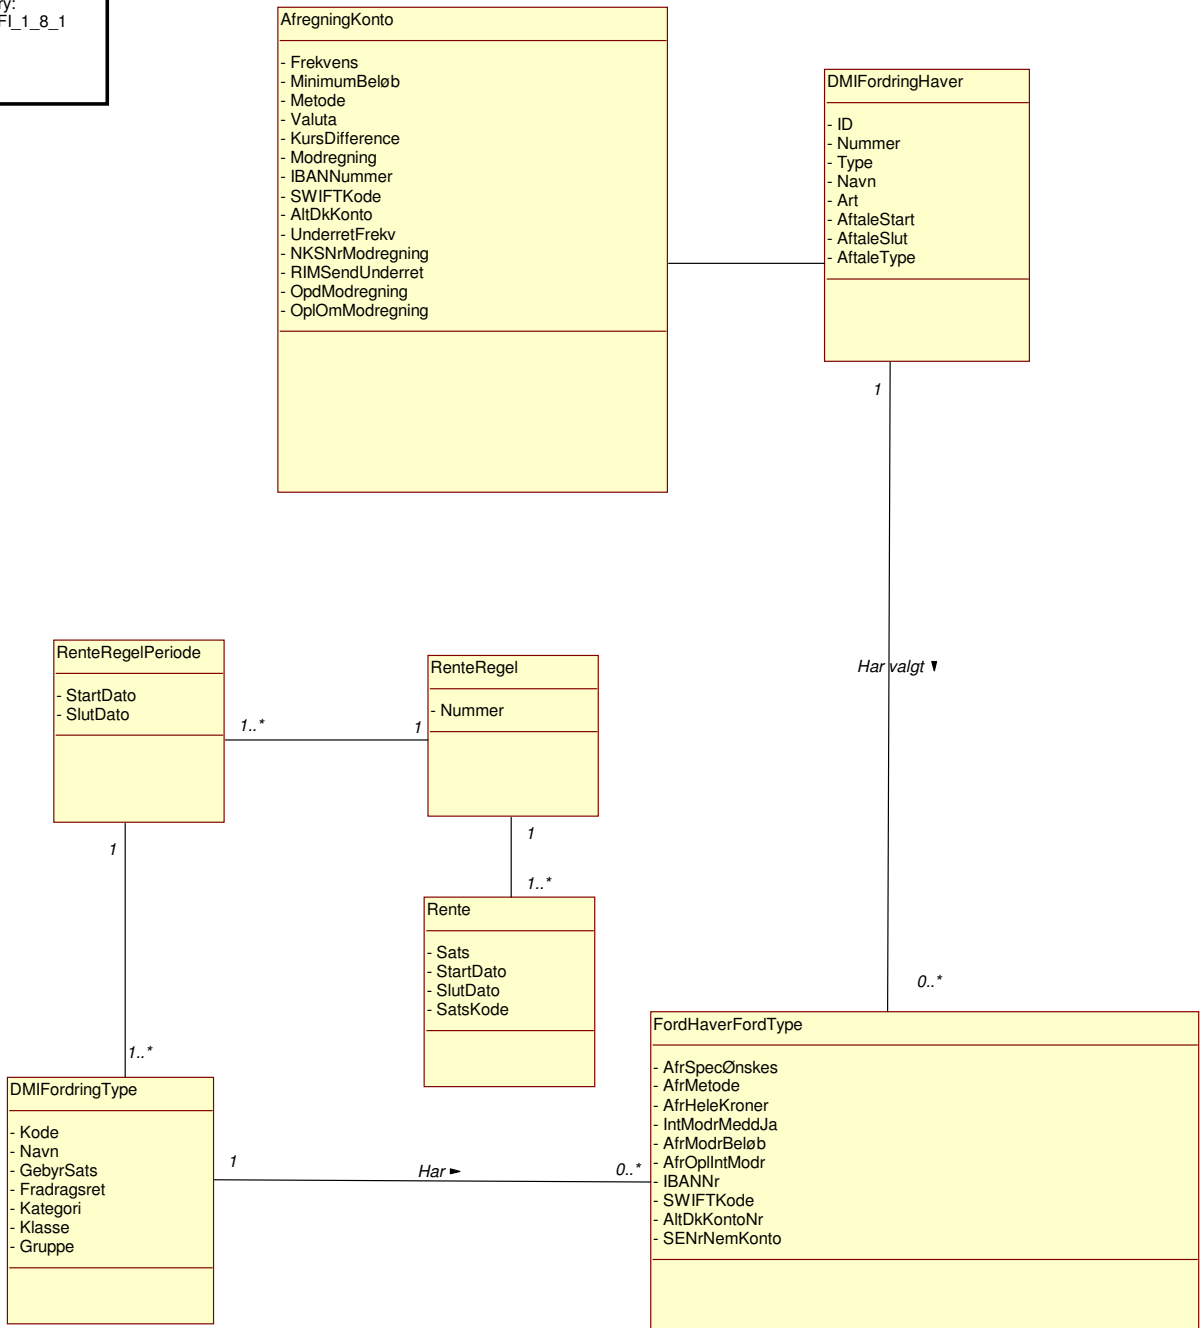 ry:
FI_1_8_1
AfregningKonto
- Frekvens
- MinimumBeløb
- Metode
- Valuta
- KursDifference
- Modregning
- IBANNummer
- SWIFTKode
- AltDkKonto
- UnderretFrekv
- NKSNrModregning
- RIMSendUnderret
- OpdModregning
- OplOmModregning
DMIFordringHaver
- ID
- Nummer
- Type
- Navn
- Art
- AftaleStart
- AftaleSlut
- AftaleType
1
Har valgt ▼
0..*
RenteRegelPeriode
- StartDato
- SlutDato
1..*
1
RenteRegel
- Nummer
1
1..*
Rente
- Sats
- StartDato
- SlutDato
- SatsKode
1
1..*
DMIFordringType
- Kode
- Navn
- GebyrSats
- Fradragsret
- Kategori
- Klasse
- Gruppe
1
Har ►
0..*
FordHaverFordType
- AfrSpecØnskes
- AfrMetode
- AfrHeleKroner
- IntModrMeddJa
- AfrModrBeløb
- AfrOplIntModr
- IBANNr
- SWIFTKode
- AltDkKontoNr
- SENrNemKonto